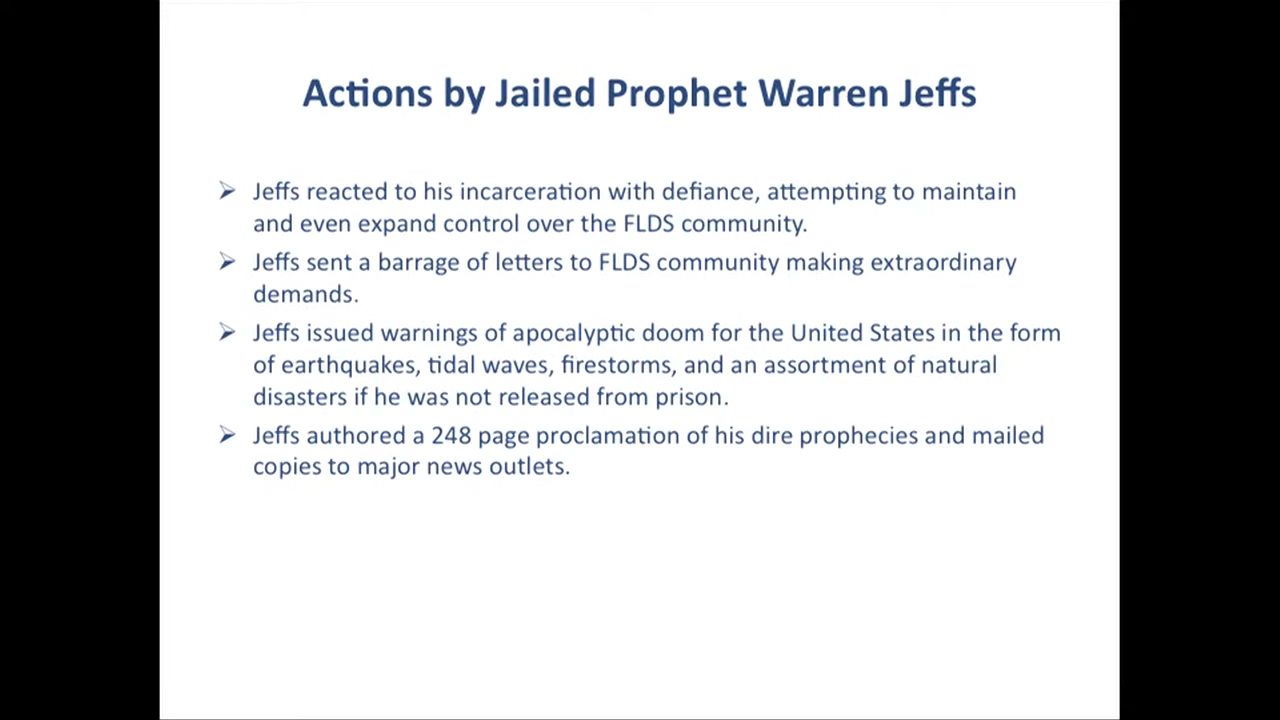 Actions by Jailed Prophet Warren Jeffs
➢ Jeffs reacted to his incarceration with defiance, attempting to maintain
and even expand control over the FLDS community.
➢ Jeffs sent a barrage of letters to FLDS community making extraordinary
demands.
➢ Jeffs issued warnings of apocalyptic doom for the United States in the form
of earthquakes, tidal waves, firestorms, and an assortment of natural
disasters if he was not released from prison.
➢ Jeffs authored a 248 page proclamation of his dire prophecies and mailed
copies to major news outlets.